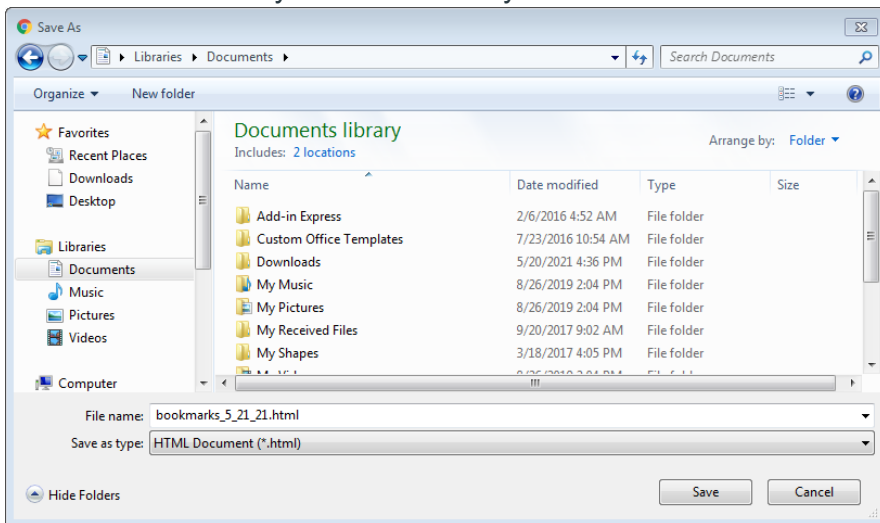 Save As
Libraries Documents
Search Documents
Organize New folder
Favorites
Recent Places
Downloads
Desktop
Libraries
Documents
Music
Pictures
Videos
Computer
Documents library
Includes: 2 locations
Arrange by: Folder
Name Date modified Type Size
Add-in Express 2/6/2016 4:52 AM File folder
Custom Office Templates 7/23/2016 10:54 AM File folder
Downloads 5/20/2021 4:36 PM File folder
My Music 8/26/2019 2:04 PM File folder
My Pictures 8/26/2019 2:04 PM File folder
My Received Files 9/20/2017 9:02 AM File folder
My Shapes 3/18/2017 4:05 PM File folder
File name: bookmarks_5_21_21.html
Save as type: HTML Document (*.html)
Hide Folders
Save Cancel